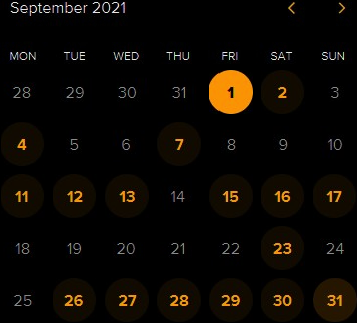 September 2021 < >
MON TUE WED THU FRI SAT SUN
28 29 30 31 1 2 3
4 5 6 7 8 9 10
11 12 13 14 15 16 17
18 19 20 21 22 23 24
25 26 27 28 29 30 31